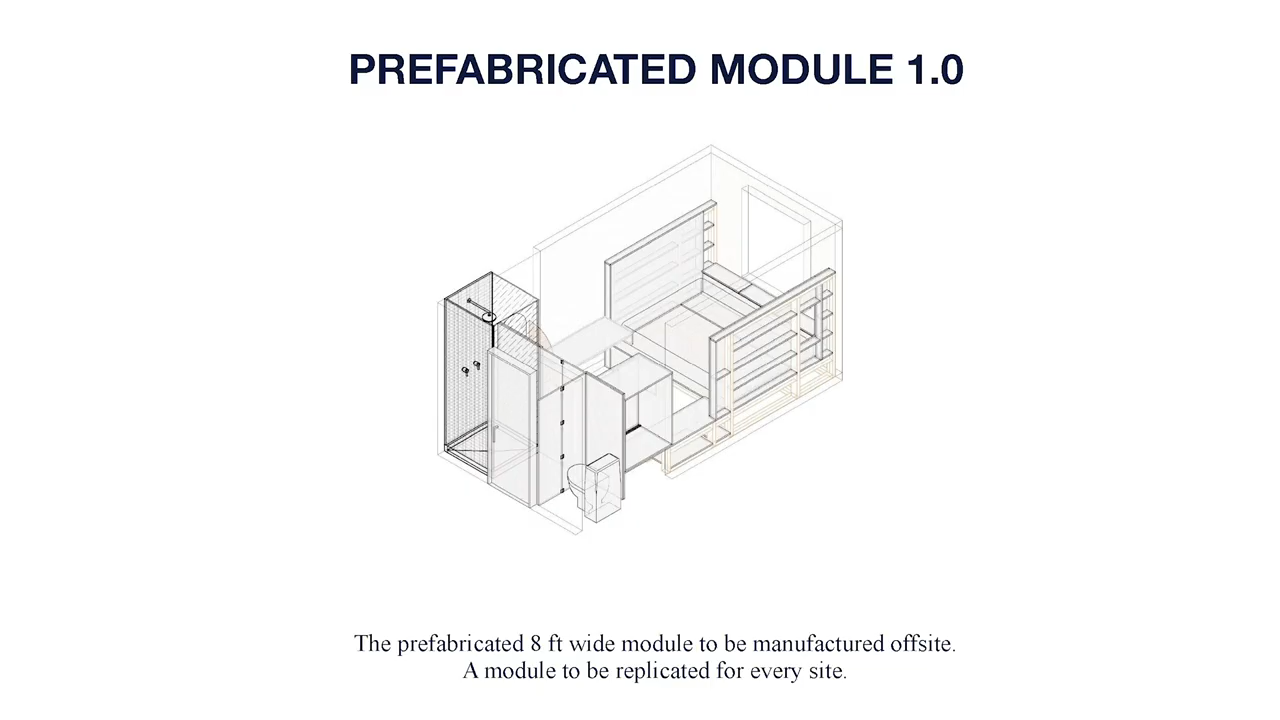 PREFABRICATED MODULE 1.0
The prefabricated 8 ft wide module to be manufactured offsite.
A module to be replicated for every site.